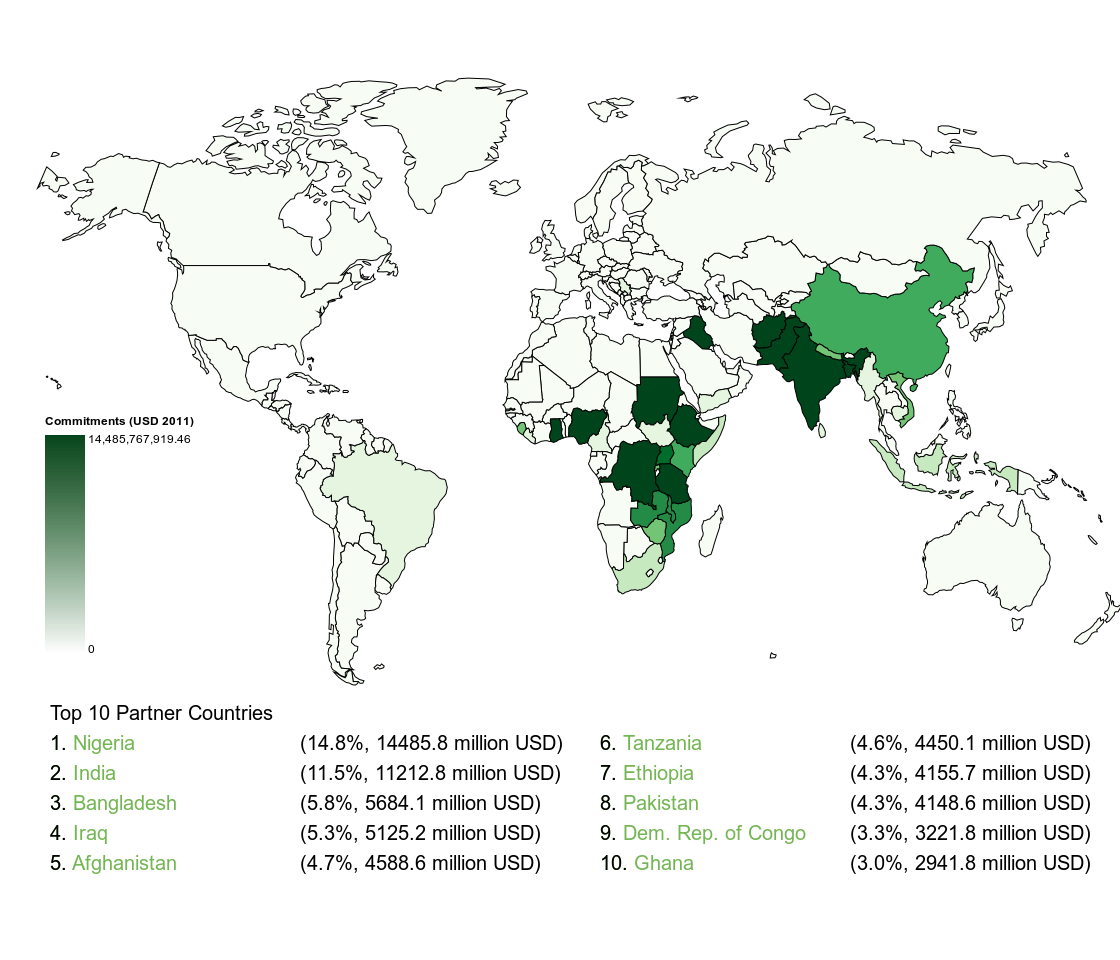 Commitments (USD 2011)
14,485,767,919.46
0
Top 10 Partner Countries
1. Nigeria (14.8%, 14485.8 million USD)
2. India (11.5%, 11212.8 million USD)
3. Bangladesh (5.8%, 5684.1 million USD)
4. Iraq (5.3%, 5125.2 million USD)
5. Afghanistan (4.7%, 4588.6 million USD)
6. Tanzania (4.6%, 4450.1 million USD)
7. Ethiopia (4.3%, 4155.7 million USD)
8. Pakistan (4.3%, 4148.6 million USD)
9. Dem. Rep. of Congo (3.3%, 3221.8 million USD)
10. Ghana (3.0%, 2941.8 million USD)